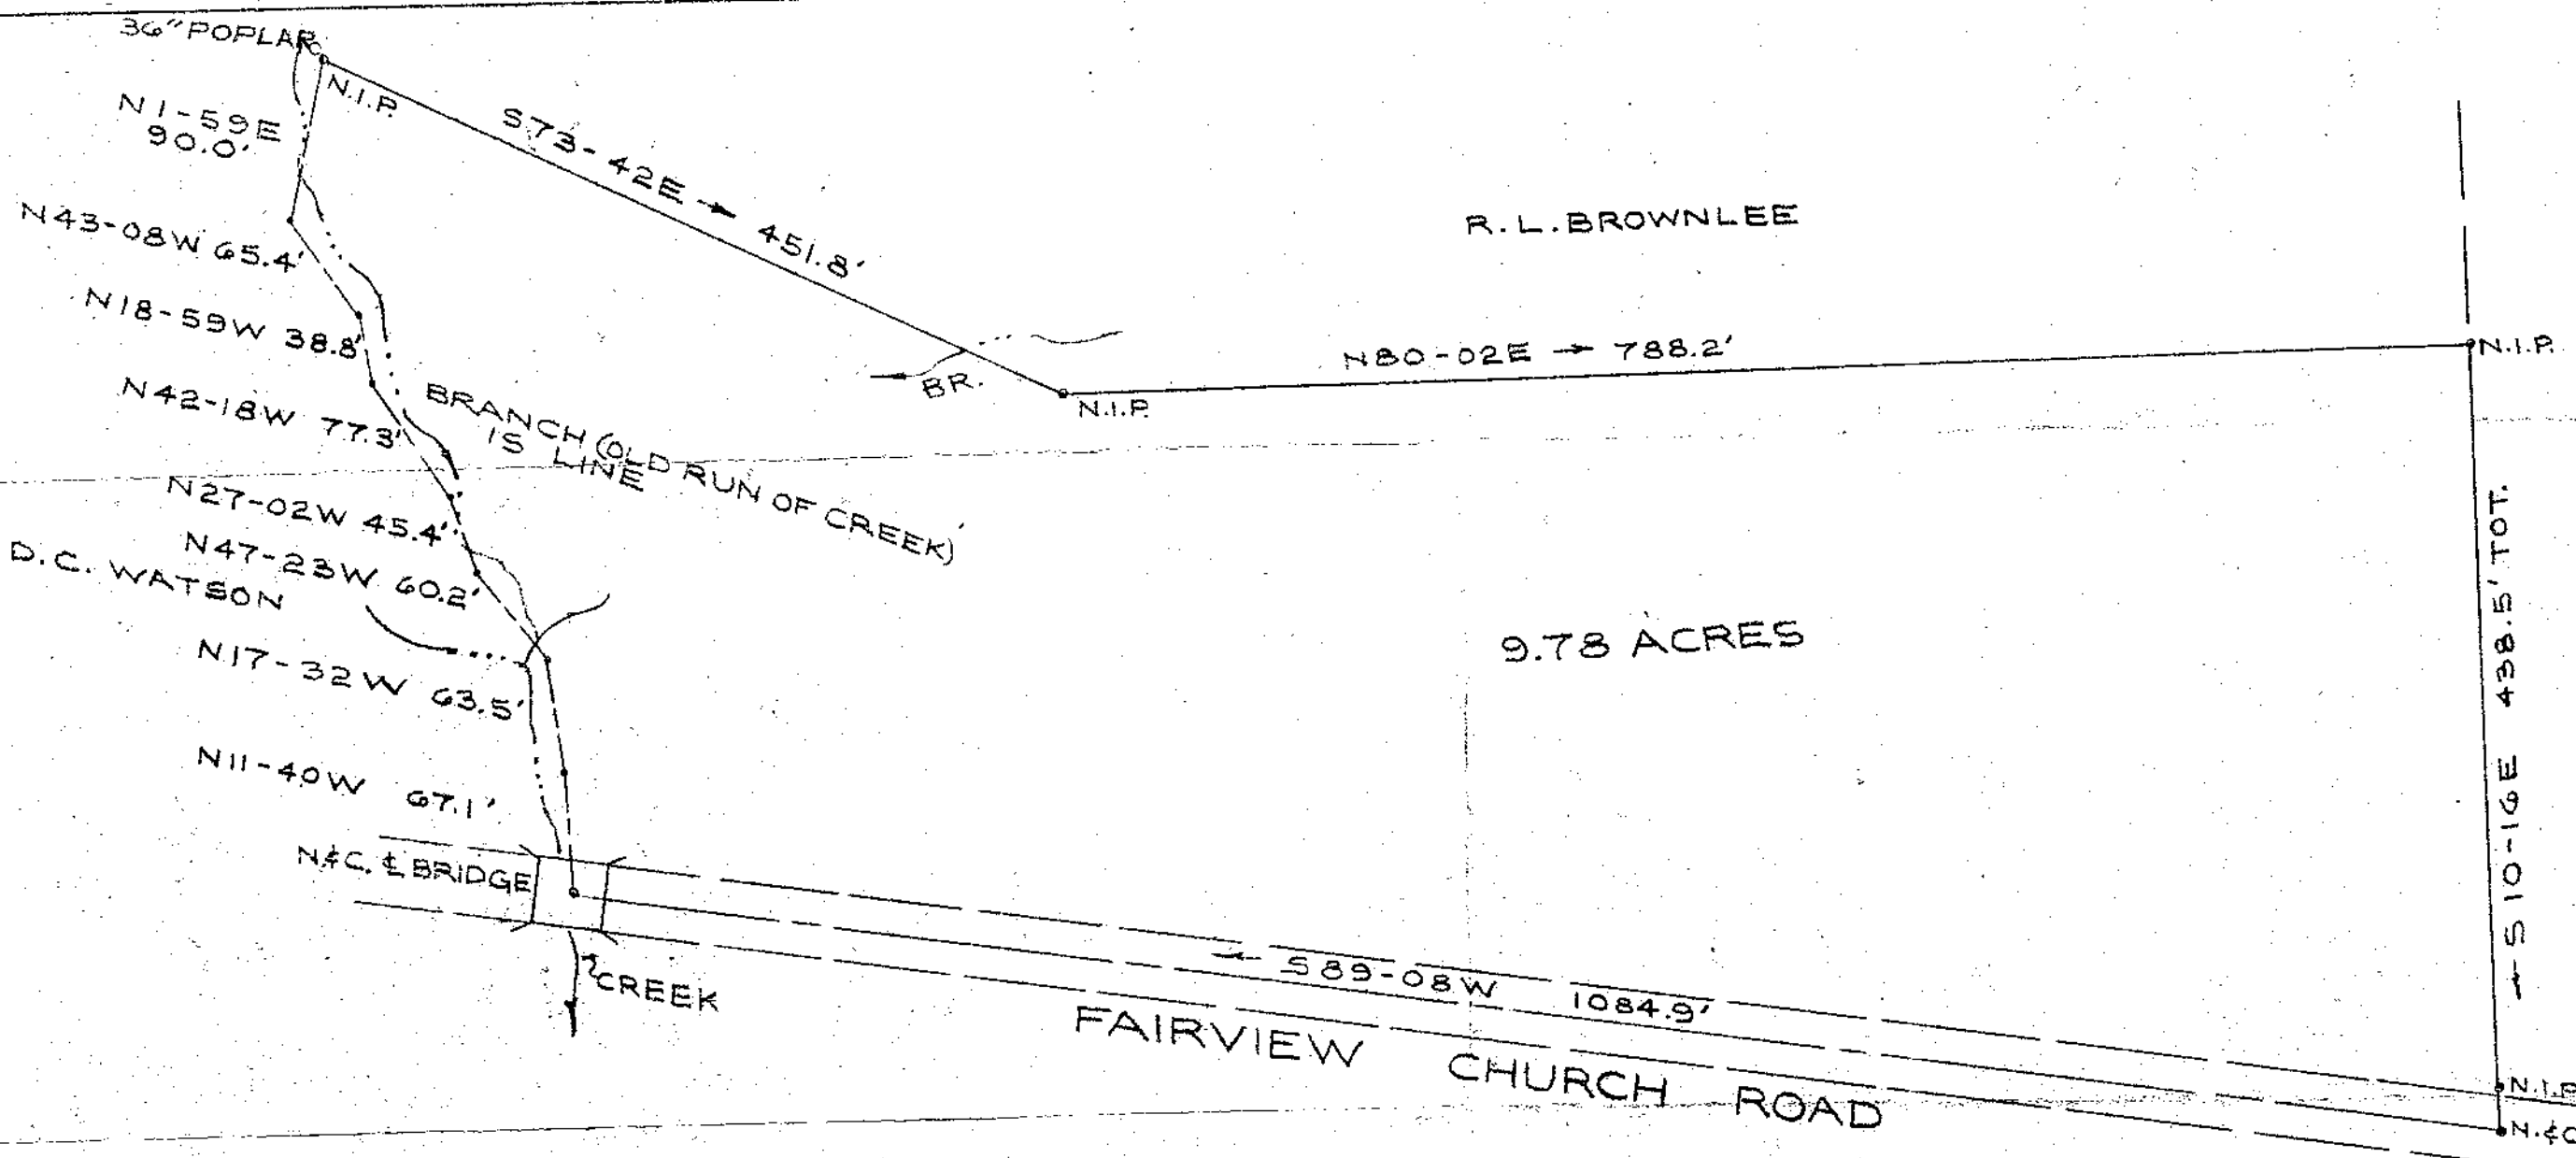 36" POPLAR
N.I.P.
N1-59E
90.0'
S73-42E → 451.8'
R.L. BROWNLEE
N43-08W 65.4'
N18-59W 38.8'
N80-02E → 788.2'
N.I.P.
BR.
N.I.P.
N42-18W 77.3'
BRANCH (OLD RUN OF CREEK)
IS LINE
N27-02W 45.4'
N47-23W 60.2'
D.C. WATSON
9.78 ACRES
N17-32W 63.5'
← S 10-16E 438.5' TOT.
N11-40W 67.1'
N&C. ℄ BRIDGE
CREEK
← S89-08W 1084.9'
FAIRVIEW CHURCH ROAD
N.I.P.
N.&C